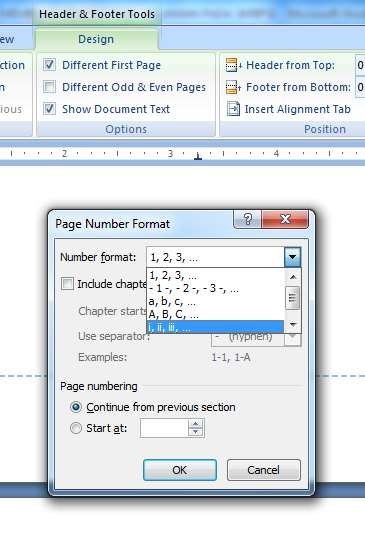 Header & Footer Tools
ew
Design
ction
Different First Page
Header from Top:
0
n
Different Odd & Even Pages
Footer from Bottom:
0
ious
Show Document Text
Insert Alignment Tab
Options
Position
2
3
4
Page Number Format
?
Number format:
1, 2, 3, ...
1, 2, 3, ...
Include chapte
- 1 -, - 2 -, - 3 -, ...
a, b, c, ...
Chapter starts
A, B, C, ...
i, ii, iii, ...
Use separator:
- (hyphen)
Examples:
1-1, 1-A
Page numbering
Continue from previous section
Start at:
OK
Cancel